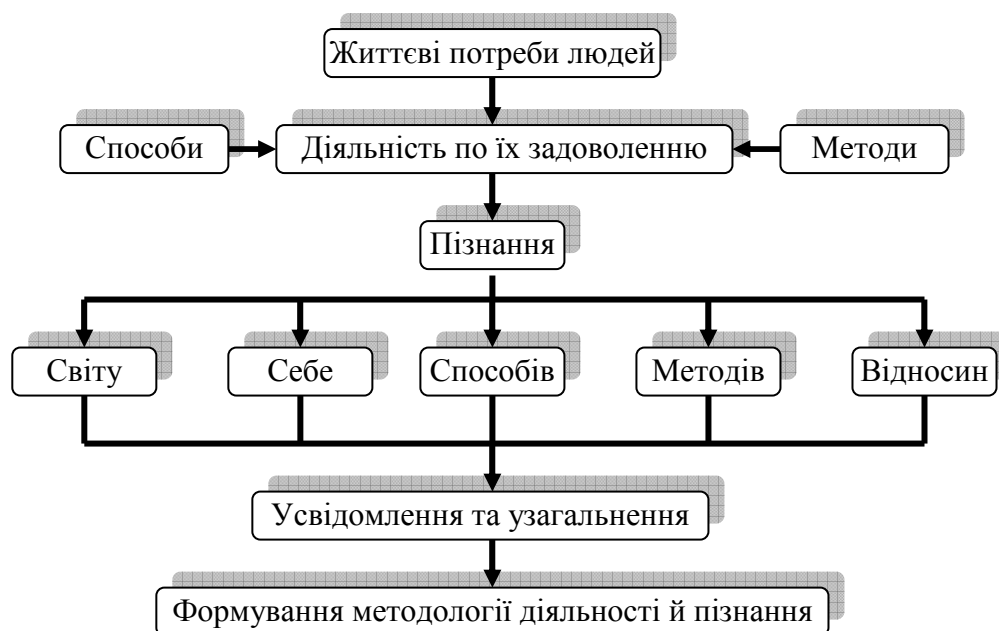 Життєві потреби людей
Способи
Діяльність по їх задоволенню
Методи
Пізнання
Світу
Себе
Способів
Методів
Відносин
Усвідомлення та узагальнення
Формування методології діяльності й пізнання